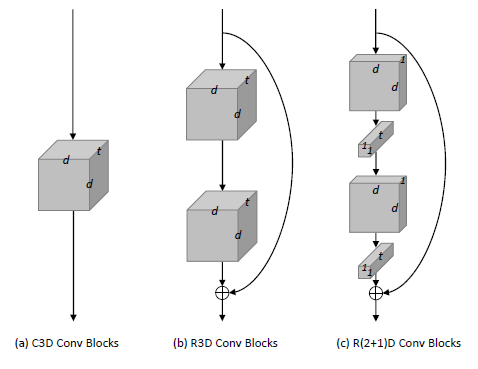 d t d
d t d
d t d
d 1 d
1 1 t
d 1 d
1 1 t
(a) C3D Conv Blocks
(b) R3D Conv Blocks
(c) R(2+1)D Conv Blocks